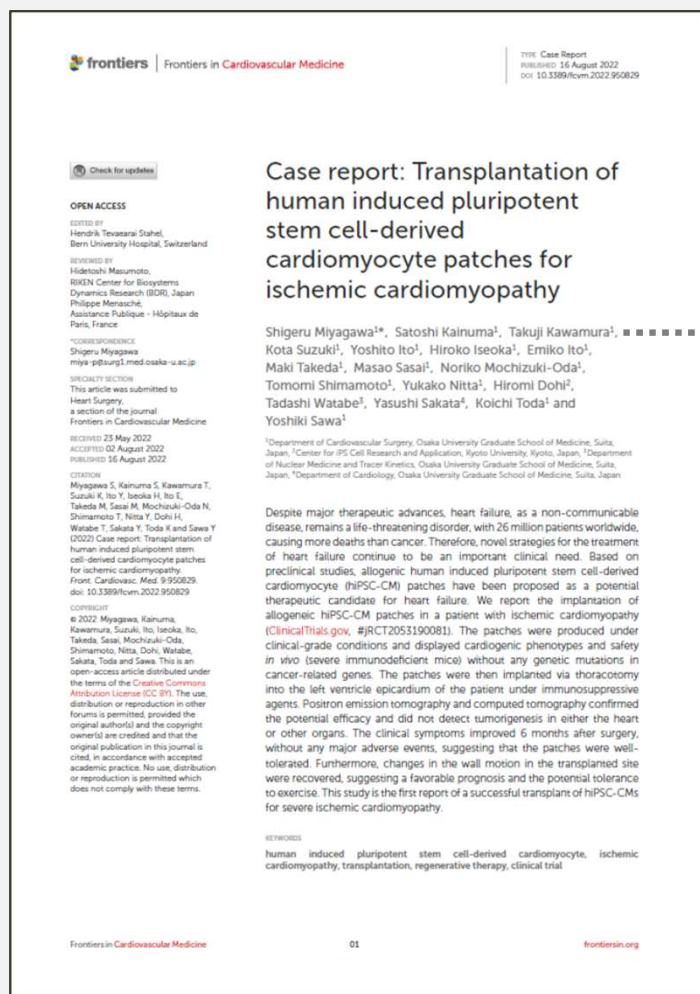 frontiers | Frontiers in Cardiovascular Medicine
TYPE Case Report
PUBLISHED 16 August 2022
DOI 10.3389/fcvm.2022.950829
Check for updates
OPEN ACCESS
EDITED BY
Hendrik Tevaearai Stahel,
Bern University Hospital, Switzerland
REVIEWED BY
Hidetoshi Masumoto,
RIKEN Center for Biosystems
Dynamics Research (BDR), Japan
Philippe Menasché,
Assistance Publique - Hôpitaux de
Paris, France
*CORRESPONDENCE
Shigeru Miyagawa
miya-p@surg1.med.osaka-u.ac.jp
SPECIALTY SECTION
This article was submitted to
Heart Surgery,
a section of the journal
Frontiers in Cardiovascular Medicine
RECEIVED 23 May 2022
ACCEPTED 02 August 2022
PUBLISHED 16 August 2022
CITATION
Miyagawa S, Kainuma S, Kawamura T,
Suzuki K, Ito Y, Iseoka H, Ito E,
Takeda M, Sasai M, Mochizuki-Oda N,
Shimamoto T, Nitta Y, Dohi H,
Watabe T, Sakata Y, Toda K and Sawa Y
(2022) Case report: Transplantation of
human induced pluripotent stem
cell-derived cardiomyocyte patches
for ischemic cardiomyopathy.
Front. Cardiovasc. Med. 9:950829.
doi: 10.3389/fcvm.2022.950829
COPYRIGHT
© 2022 Miyagawa, Kainuma,
Kawamura, Suzuki, Ito, Iseoka, Ito,
Takeda, Sasai, Mochizuki-Oda,
Shimamoto, Nitta, Dohi, Watabe,
Sakata, Toda and Sawa. This is an
open-access article distributed under
the terms of the Creative Commons
Attribution License (CC BY). The use,
distribution or reproduction in other
forums is permitted, provided the
original author(s) and the copyright
owner(s) are credited and that the
original publication in this journal is
cited, in accordance with accepted
academic practice. No use, distribution
or reproduction is permitted which
does not comply with these terms.
Case report: Transplantation of
human induced pluripotent
stem cell-derived
cardiomyocyte patches for
ischemic cardiomyopathy
Shigeru Miyagawa¹*, Satoshi Kainuma¹, Takuji Kawamura¹,
Kota Suzuki¹, Yoshito Ito¹, Hiroko Iseoka¹, Emiko Ito¹,
Maki Takeda¹, Masao Sasai¹, Noriko Mochizuki-Oda¹,
Tomomi Shimamoto¹, Yukako Nitta¹, Hiromi Dohi²,
Tadashi Watabe³, Yasushi Sakata⁴, Koichi Toda¹ and
Yoshiki Sawa¹
¹Department of Cardiovascular Surgery, Osaka University Graduate School of Medicine, Suita,
Japan, ²Center for iPS Cell Research and Application, Kyoto University, Kyoto, Japan, ³Department
of Nuclear Medicine and Tracer Kinetics, Osaka University Graduate School of Medicine, Suita,
Japan, ⁴Department of Cardiology, Osaka University Graduate School of Medicine, Suita, Japan
Despite major therapeutic advances, heart failure, as a non-communicable
disease, remains a life-threatening disorder, with 26 million patients worldwide,
causing more deaths than cancer. Therefore, novel strategies for the treatment
of heart failure continue to be an important clinical need. Based on
preclinical studies, allogenic human induced pluripotent stem cell-derived
cardiomyocyte (hiPSC-CM) patches have been proposed as a potential
therapeutic candidate for heart failure. We report the implantation of
allogeneic hiPSC-CM patches in a patient with ischemic cardiomyopathy
(ClinicalTrials.gov, #jRCT2053190081). The patches were produced under
clinical-grade conditions and displayed cardiogenic phenotypes and safety
in vivo (severe immunodeficient mice) without any genetic mutations in
cancer-related genes. The patches were then implanted via thoracotomy
into the left ventricle epicardium of the patient under immunosuppressive
agents. Positron emission tomography and computed tomography confirmed
the potential efficacy and did not detect tumorigenesis in either the heart
or other organs. The clinical symptoms improved 6 months after surgery,
without any major adverse events, suggesting that the patches were well-
tolerated. Furthermore, changes in the wall motion in the transplanted site
were recovered, suggesting a favorable prognosis and the potential tolerance
to exercise. This study is the first report of a successful transplant of hiPSC-CMs
for severe ischemic cardiomyopathy.
KEYWORDS
human induced pluripotent stem cell-derived cardiomyocyte, ischemic
cardiomyopathy, transplantation, regenerative therapy, clinical trial
Frontiers in Cardiovascular Medicine
01
frontiersin.org